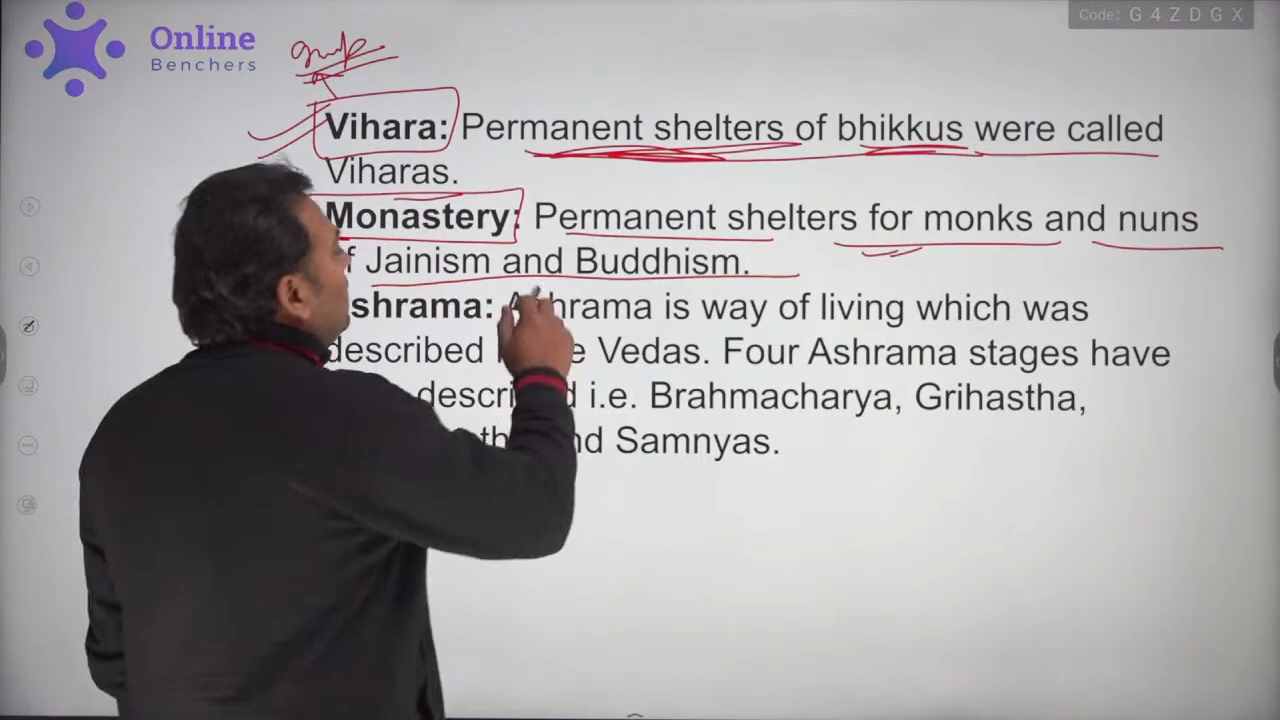 Online
Benchers
Code: G 4 Z D G X
Vihara: Permanent shelters of bhikkus were called
Viharas.
Monastery: Permanent shelters for monks and nuns
f Jainism and Buddhism.
shrama: Ashrama is way of living which was
described e Vedas. Four Ashrama stages have
descri d i.e. Brahmacharya, Grihastha,
th nd Samnyas.